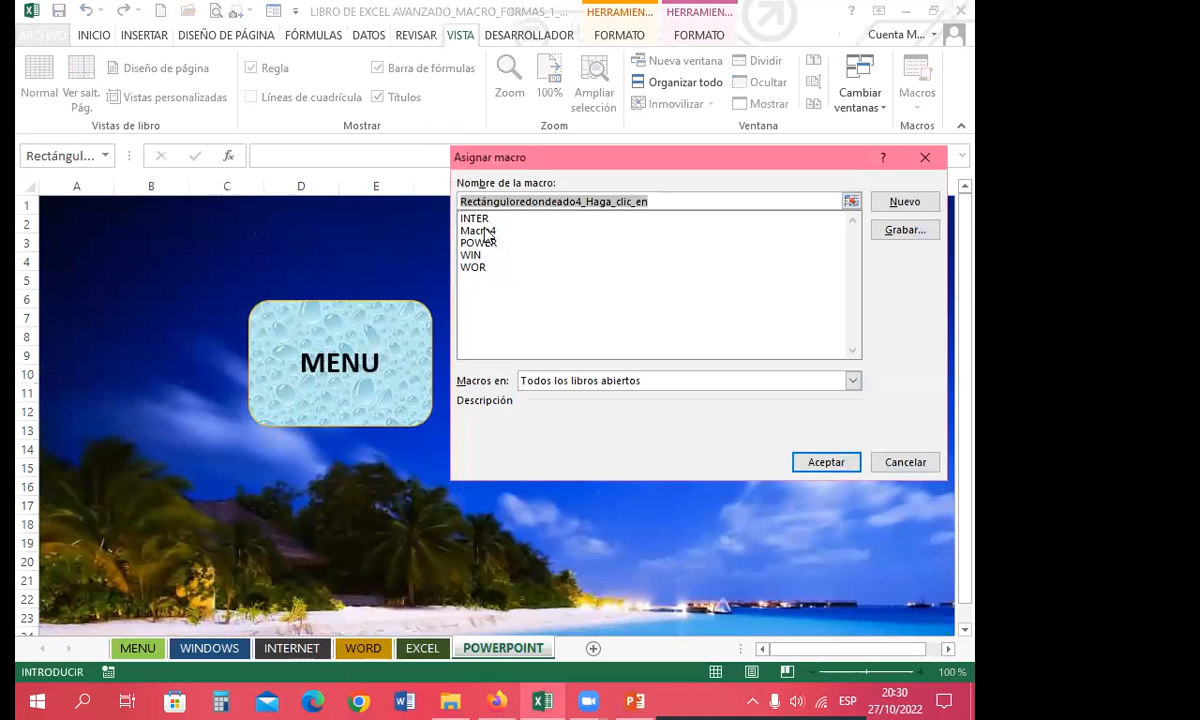 LIBRO DE EXCEL AVANZADO_MACRO_FORMAS_1_...
HERRAMIEN...
HERRAMIEN...
ARCHIVO
INICIO
INSERTAR
DISEÑO DE PÁGINA
FÓRMULAS
DATOS
REVISAR
VISTA
DESARROLLADOR
FORMATO
FORMATO
Cuenta M...
Normal
Ver salt. Pág.
Diseño de página
Vistas personalizadas
Vistas de libro
Regla
Barra de fórmulas
Líneas de cuadrícula
Títulos
Mostrar
Zoom
100%
Ampliar selección
Zoom
Nueva ventana
Organizar todo
Inmovilizar
Dividir
Ocultar
Mostrar
Cambiar ventanas
Ventana
Macros
Macros
Rectángul...
fx
A
B
C
D
E
1
2
3
4
5
6
7
8
9
10
11
12
13
14
15
16
17
18
19
20
21
22
23
MENU
Asignar macro
?
Nombre de la macro:
Rectánguloredondeado4_Haga_clic_en
Nuevo
Grabar...
INTER
Macro4
POWER
WIN
WOR
Macros en:
Todos los libros abiertos
Descripción
Aceptar
Cancelar
MENU
WINDOWS
INTERNET
WORD
EXCEL
POWERPOINT
INTRODUCIR
100 %
ESP
20:30
27/10/2022